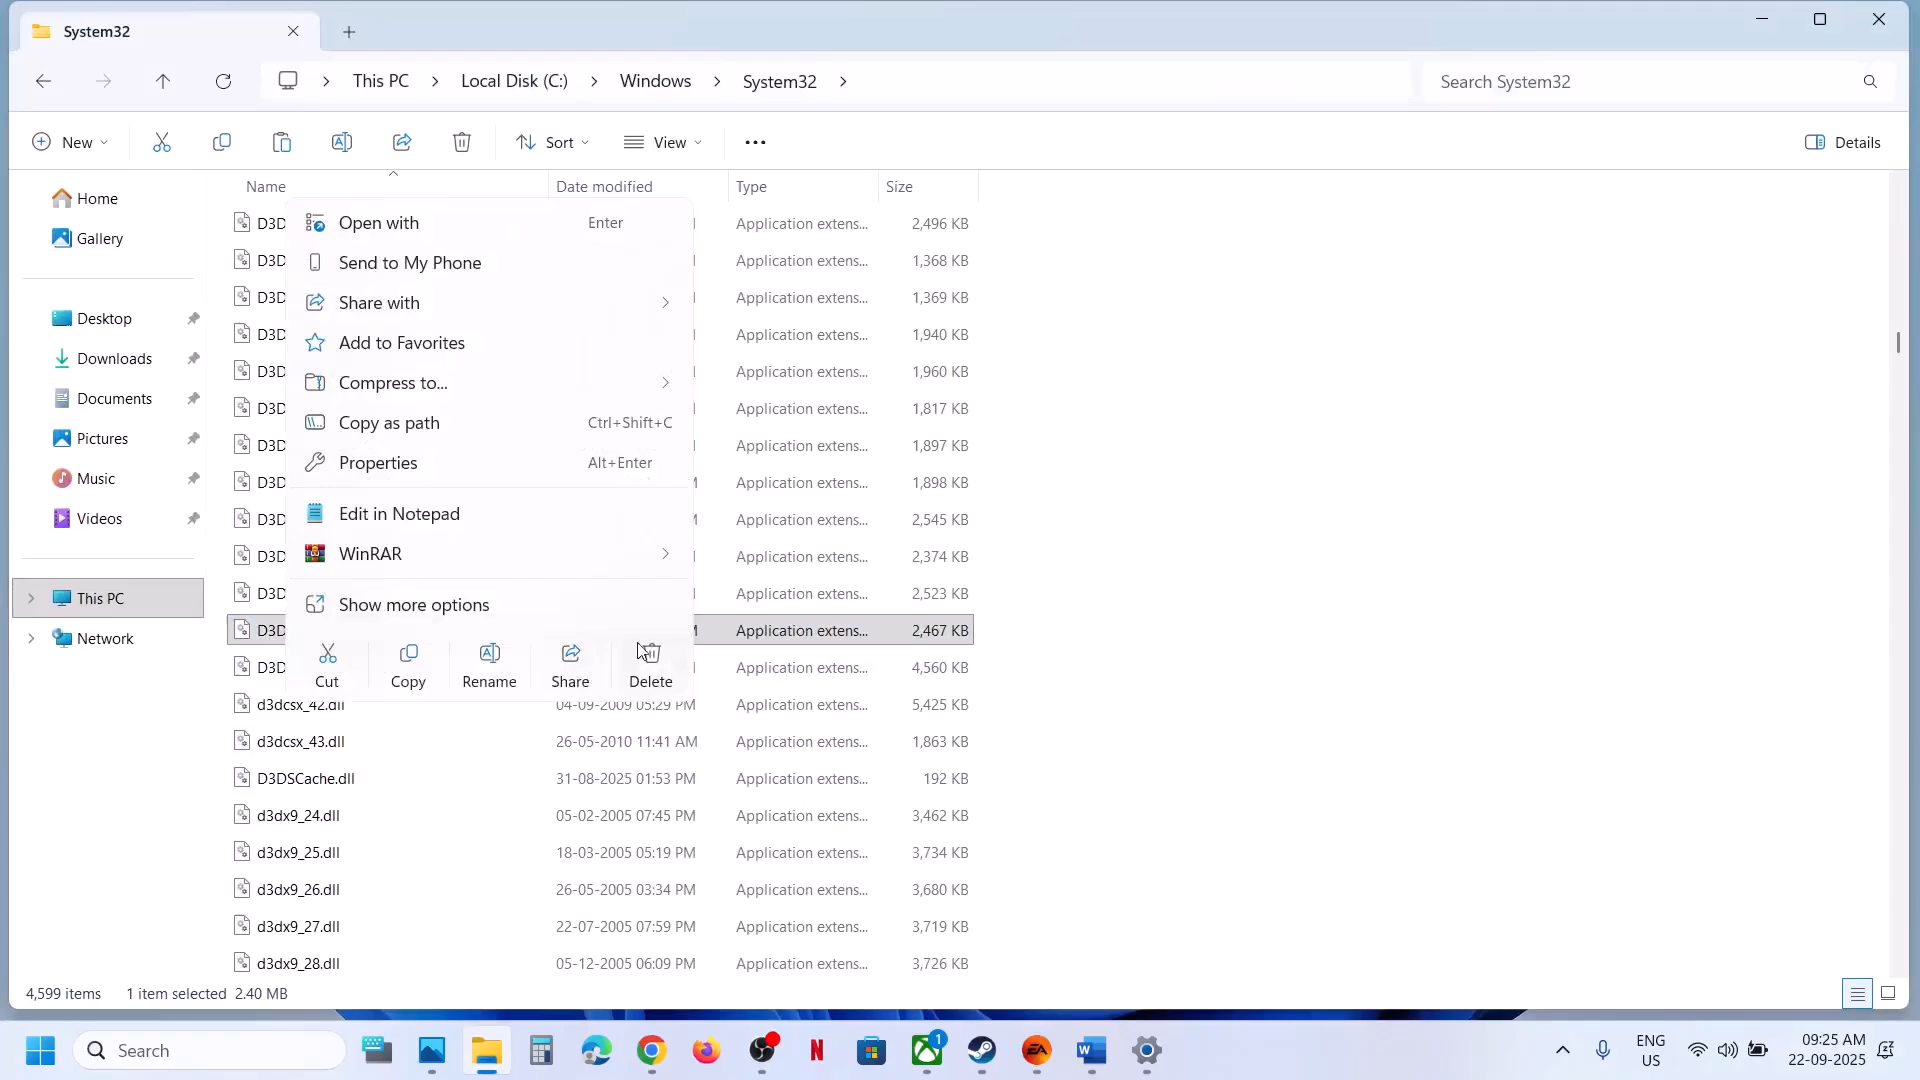 System32
This PC
Local Disk (C:)
Windows
System32
Search System32
New
Sort
View
Details
Name
Date modified
Type
Size
Home
Gallery
Desktop
Downloads
Documents
Pictures
Music
Videos
This PC
Network
D3D Application extens... 2,496 KB
D3D Application extens... 1,368 KB
D3D Application extens... 1,369 KB
D3D Application extens... 1,940 KB
D3D Application extens... 1,960 KB
D3D Application extens... 1,817 KB
D3D Application extens... 1,897 KB
D3D Application extens... 1,898 KB
D3D Application extens... 2,545 KB
D3D Application extens... 2,374 KB
D3D Application extens... 2,523 KB
D3D Application extens... 2,467 KB
D3D Application extens... 4,560 KB
d3dcsx_42.dll 04-09-2009 05:29 PM Application extens... 5,425 KB
d3dcsx_43.dll 26-05-2010 11:41 AM Application extens... 1,863 KB
D3DSCache.dll 31-08-2025 01:53 PM Application extens... 192 KB
d3dx9_24.dll 05-02-2005 07:45 PM Application extens... 3,462 KB
d3dx9_25.dll 18-03-2005 05:19 PM Application extens... 3,734 KB
d3dx9_26.dll 26-05-2005 03:34 PM Application extens... 3,680 KB
d3dx9_27.dll 22-07-2005 07:59 PM Application extens... 3,719 KB
d3dx9_28.dll 05-12-2005 06:09 PM Application extens... 3,726 KB
Open with Enter
Send to My Phone
Share with
Add to Favorites
Compress to...
Copy as path Ctrl+Shift+C
Properties Alt+Enter
Edit in Notepad
WinRAR
Show more options
Cut
Copy
Rename
Share
Delete
4,599 items 1 item selected 2.40 MB
Search
1
ENG
US
09:25 AM
22-09-2025